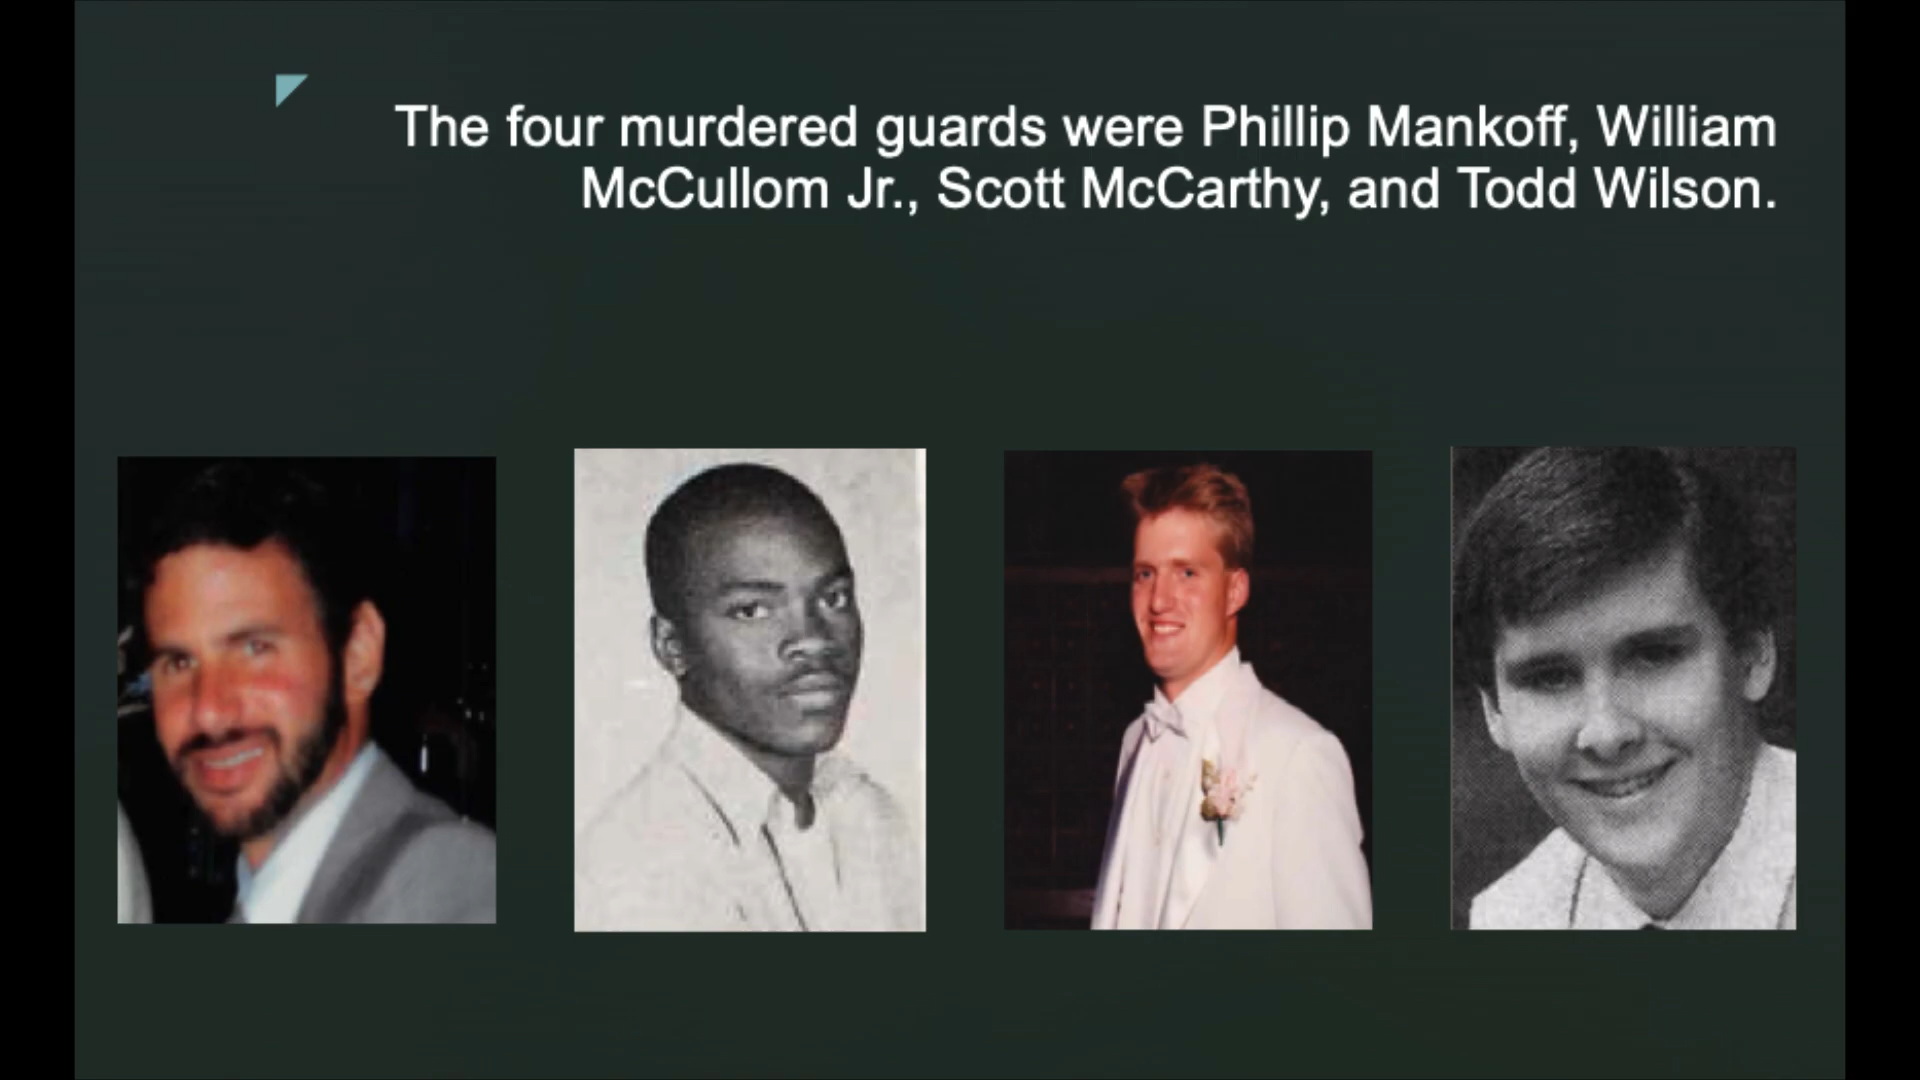 The four murdered guards were Phillip Mankoff, William
McCullom Jr., Scott McCarthy, and Todd Wilson.